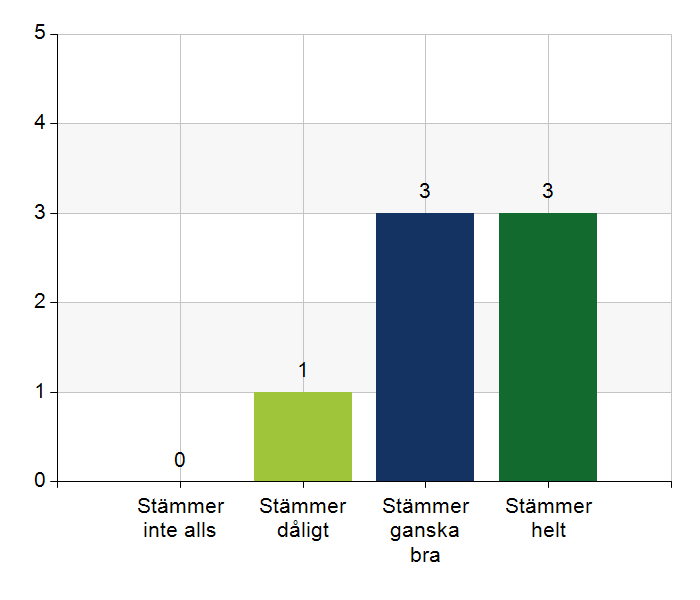 5
4
3
2
1
0
0
1
3
3
Stämmer
inte alls
Stämmer
dåligt
Stämmer
ganska
bra
Stämmer
helt